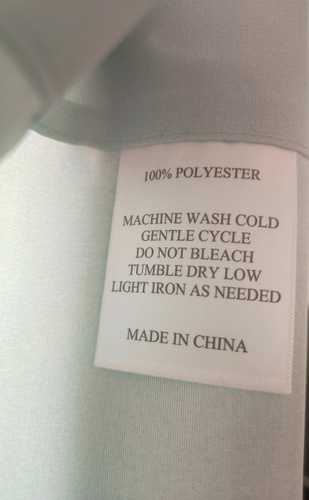 100% POLYESTER
MACHINE WASH COLD
GENTLE CYCLE
DO NOT BLEACH
TUMBLE DRY LOW
LIGHT IRON AS NEEDED
MADE IN CHINA